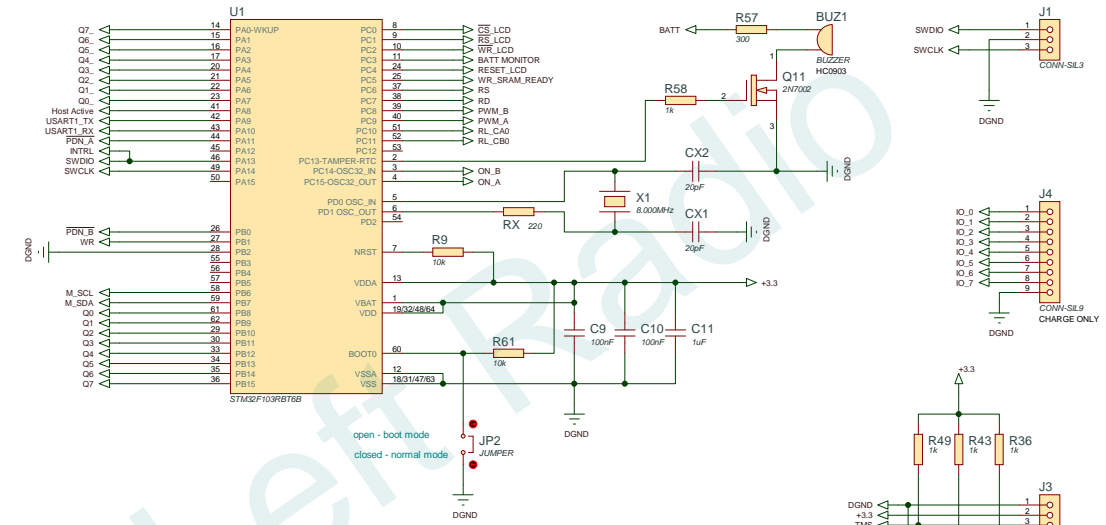 U1
Q7_ 14 PA0-WKUP PC0 8 CS_LCD
Q6_ 15 PA1 PC1 9 RS_LCD
Q5_ 16 PA2 PC2 10 WR_LCD
Q4_ 17 PA3 PC3 11 BATT MONITOR
Q3_ 20 PA4 PC4 24 RESET_LCD
Q2_ 21 PA5 PC5 25 WR_SRAM_READY
Q1_ 22 PA6 PC6 37 RS
Q0_ 23 PA7 PC7 38 RD
Host Active 41 PA8 PC8 39 PWM_B
USART1_TX 42 PA9 PC9 40 PWM_A
USART1_RX 43 PA10 PC10 51 RL_CA0
PDN_A 44 PA11 PC11 52 RL_CB0
INTRL 45 PA12 PC12 53
SWDIO 46 PA13 PC13-TAMPER-RTC 2
SWCLK 49 PA14 PC14-OSC32_IN 3 ON_B
50 PA15 PC15-OSC32_OUT 4 ON_A
PD0 OSC_IN 5
PD1 OSC_OUT 6
PD2 54
PDN_B 26 PB0
WR 27 PB1
DGND 28 PB2 NRST 7
55 PB3
56 PB4
57 PB5 VDDA 13 +3.3
M_SCL 58 PB6
M_SDA 59 PB7 VBAT 1
Q0 61 PB8 VDD 19/32/48/64
Q1 62 PB9
Q2 29 PB10
Q3 30 PB11
Q4 33 PB12 BOOT0 60
Q5 34 PB13
Q6 35 PB14 VSSA 12
Q7 36 PB15 VSS 18/31/47/63
STM32F103RBT6B
BATT
R57
300
BUZ1
BUZZER
HC0903
1
2
3
Q11
2N7002
R58
1k
DGND
CX2
20pF
X1
8.000MHz
RX 220
CX1
20pF
DGND
R9
10k
C9
100nF
C10
100nF
C11
1uF
R61
10k
DGND
open - boot mode
closed - normal mode
JP2
JUMPER
DGND
J1
SWDIO 1
2
SWCLK 3
CONN-SIL3
DGND
J4
IO_0 1
IO_1 2
IO_2 3
IO_3 4
IO_4 5
IO_5 6
IO_6 7
IO_7 8
9
CONN-SIL9
CHARGE ONLY
DGND
+3.3
R49
1k
R43
1k
R36
1k
J3
DGND 1
+3.3 2
TMS 3
Left Radio